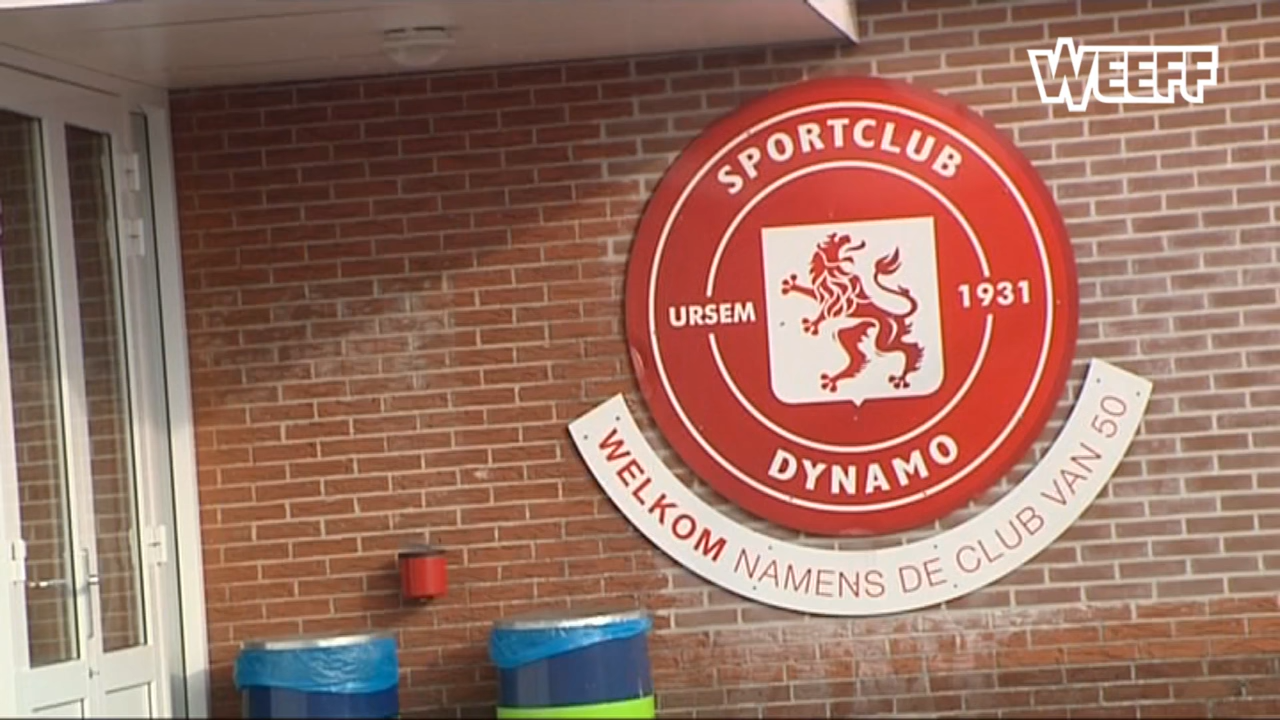 WEEFF
SPORTCLUB
URSEM
1931
DYNAMO
WELKOM NAMENS DE CLUB VAN 50